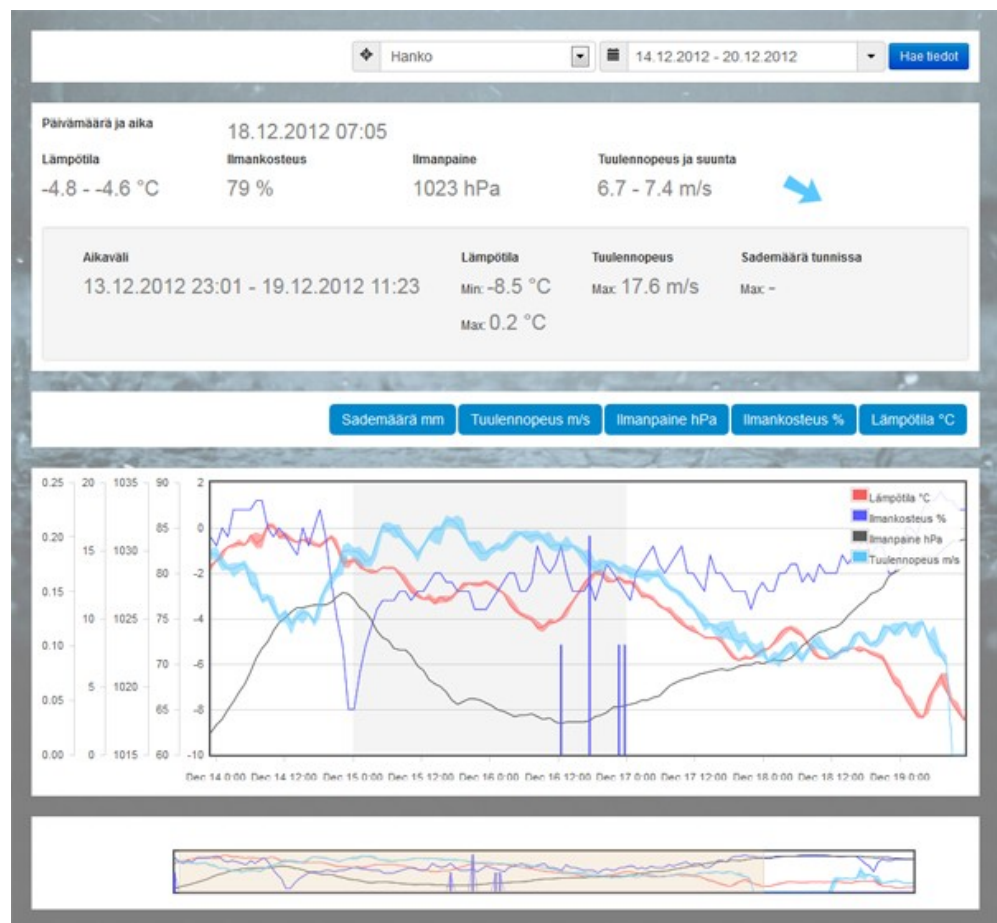 Hanko 14.12.2012 - 20.12.2012 Hae tiedot
Päivämäärä ja aika 18.12.2012 07:05
Lämpötila Ilmankosteus Ilmanpaine Tuulennopeus ja suunta
-4.8 - -4.6 °C 79 % 1023 hPa 6.7 - 7.4 m/s
Aikaväli Lämpötila Tuulennopeus Sademäärä tunnissa
13.12.2012 23:01 - 19.12.2012 11:23 Min: -8.5 °C Max: 17.6 m/s Max: -
Max: 0.2 °C
Sademäärä mm Tuulennopeus m/s Ilmanpaine hPa Ilmankosteus % Lämpötila °C
0.25 20 1035 90 2
Lämpötila °C
Ilmankosteus %
0.20 85 0
Ilmanpaine hPa
15 1030
Tuulennopeus m/s
80 -2
0.15
10 1025 75 -4
0.10
70 -6
5 1020
0.05 65 -8
0.00 0 1015 60 -10
Dec 14 0:00 Dec 14 12:00 Dec 15 0:00 Dec 15 12:00 Dec 16 0:00 Dec 16 12:00 Dec 17 0:00 Dec 17 12:00 Dec 18 0:00 Dec 18 12:00 Dec 19 0:00